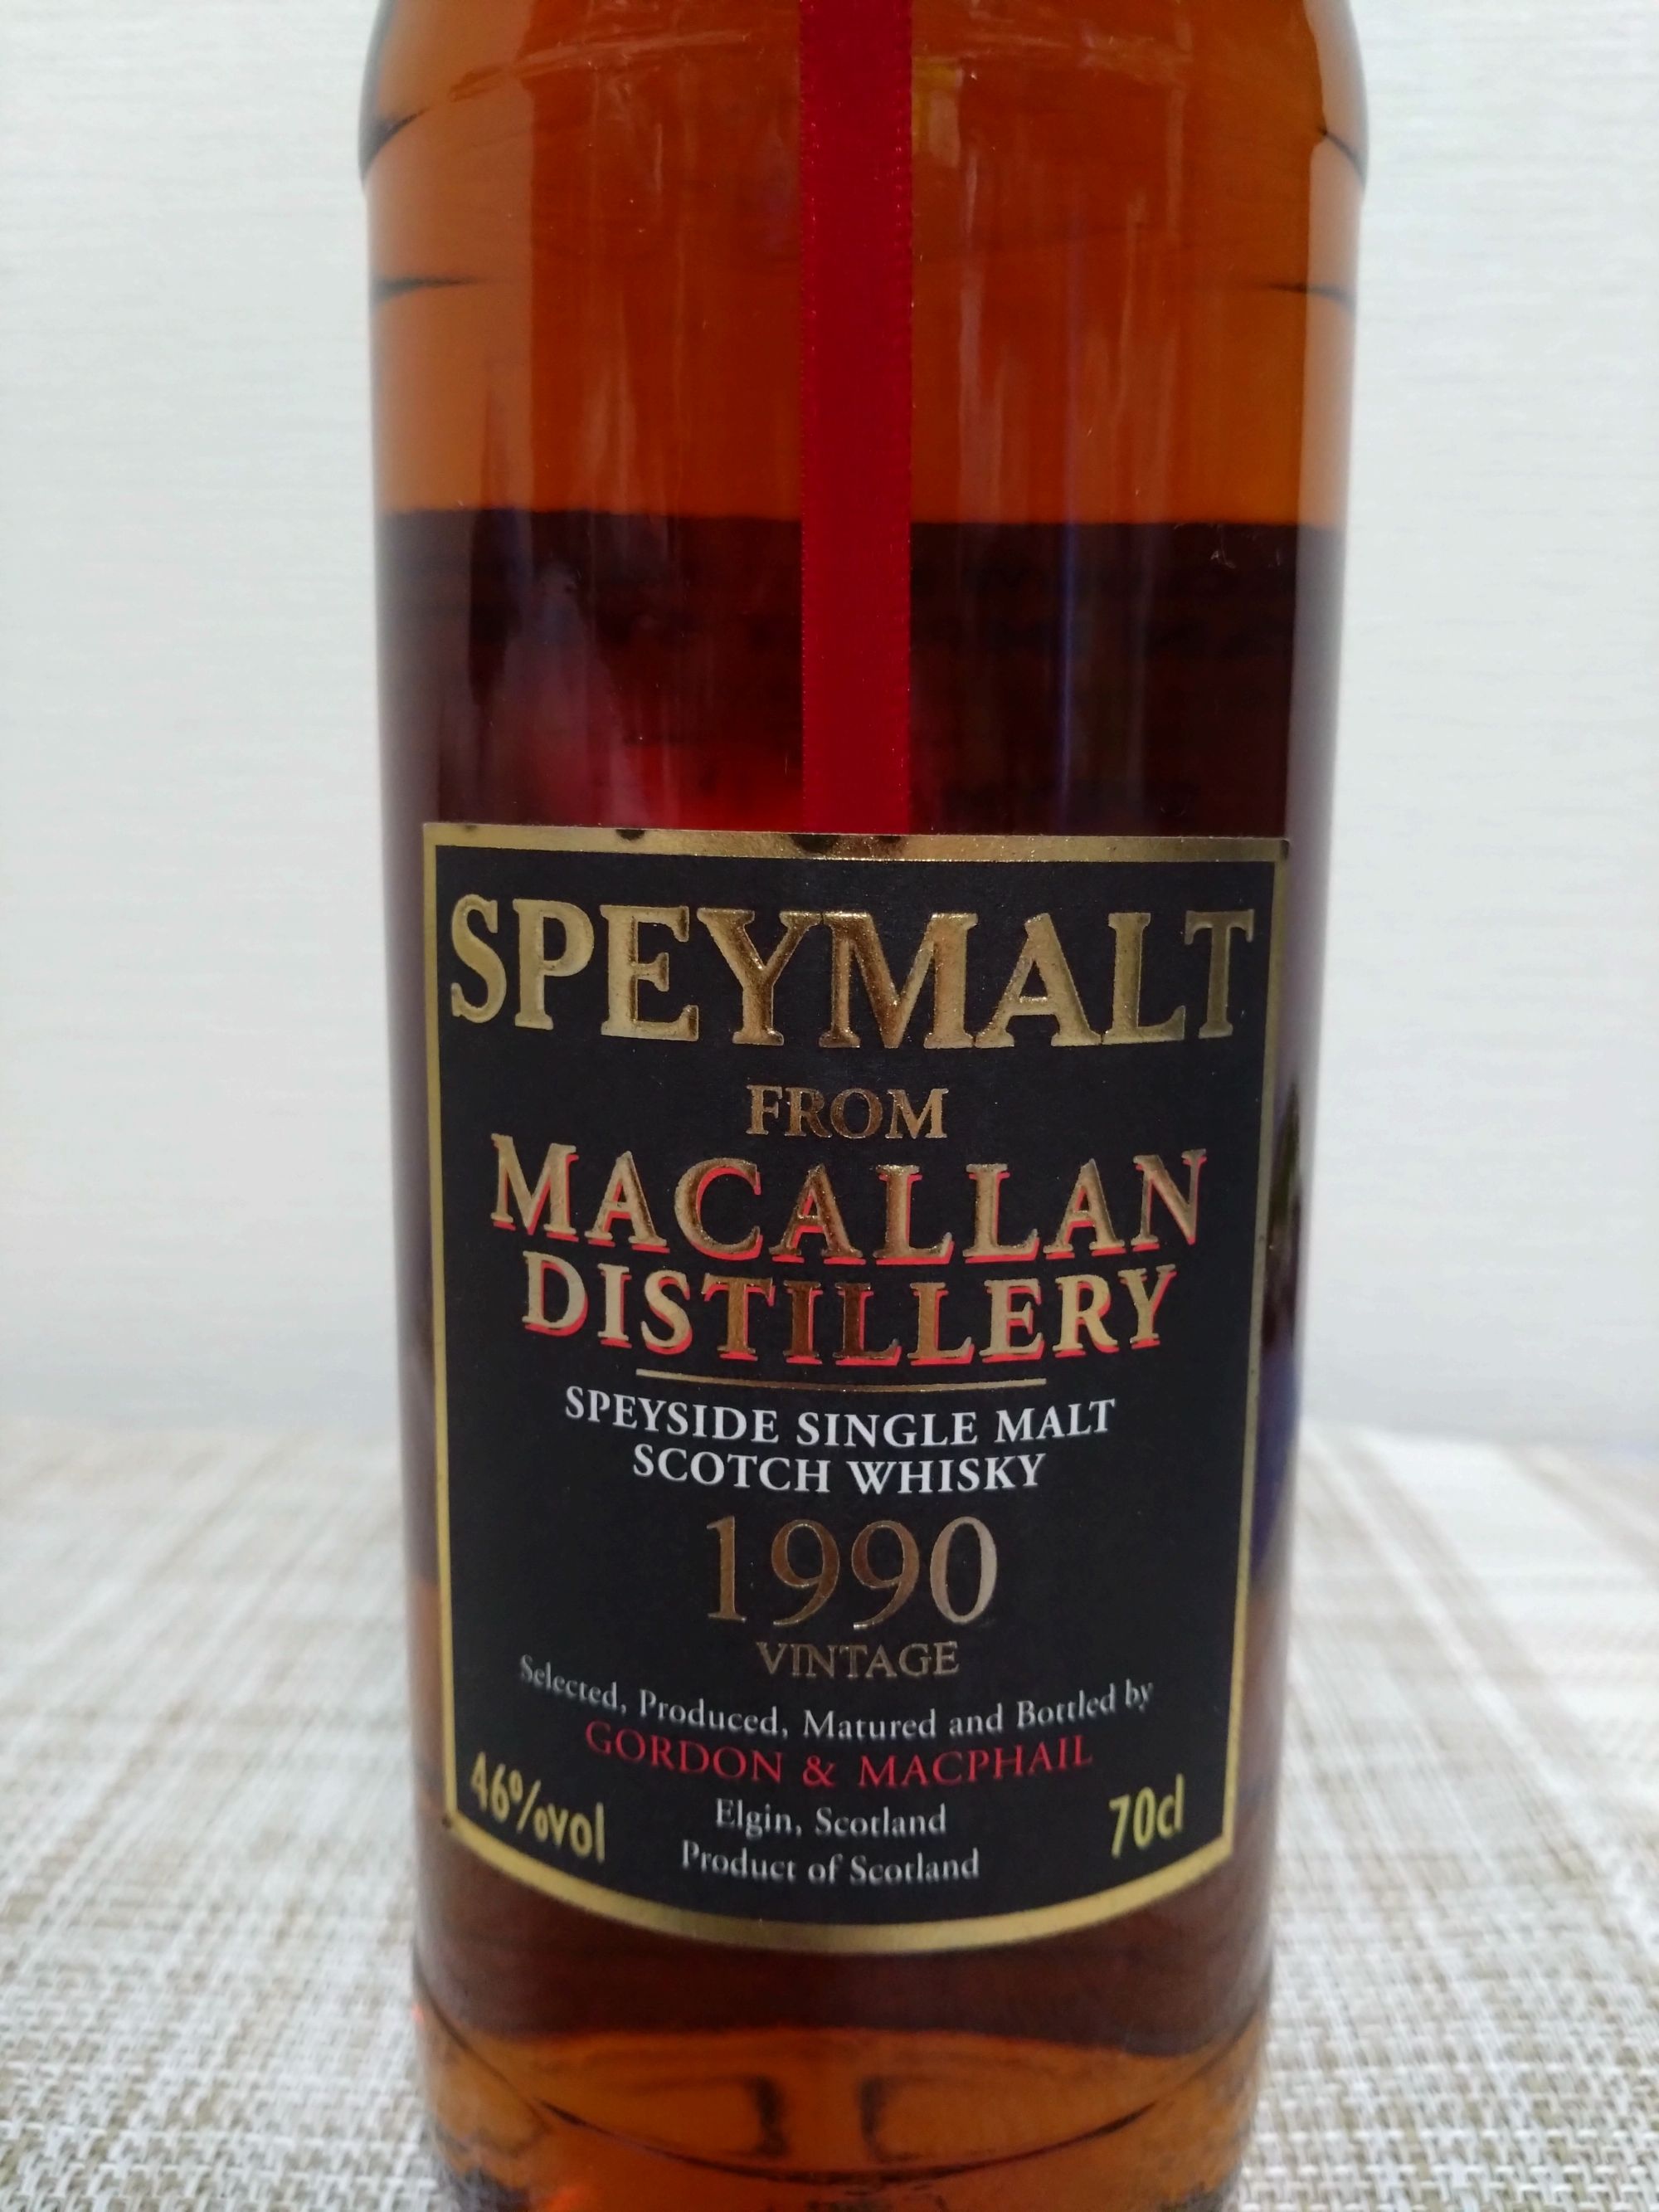 SPEYMALT
FROM
MACALLAN
DISTILLERY
SPEYSIDE SINGLE MALT
SCOTCH WHISKY
1990
VINTAGE
Selected, Produced, Matured and Bottled by
GORDON & MACPHAIL
46%vol
Elgin, Scotland
70cl
Product of Scotland